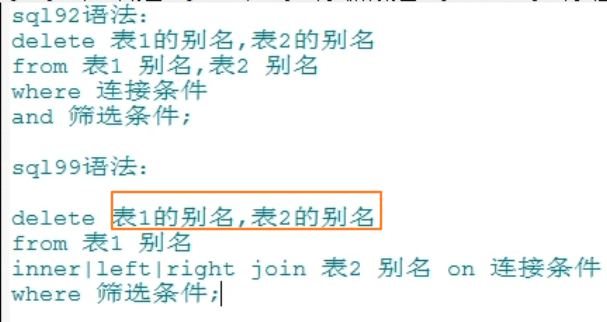 sql92语法:
delete 表1的别名,表2的别名
from 表1 别名,表2 别名
where 连接条件
and 筛选条件;
sql99语法:
delete 表1的别名,表2的别名
from 表1 别名
inner|left|right join 表2 别名 on 连接条件
where 筛选条件;